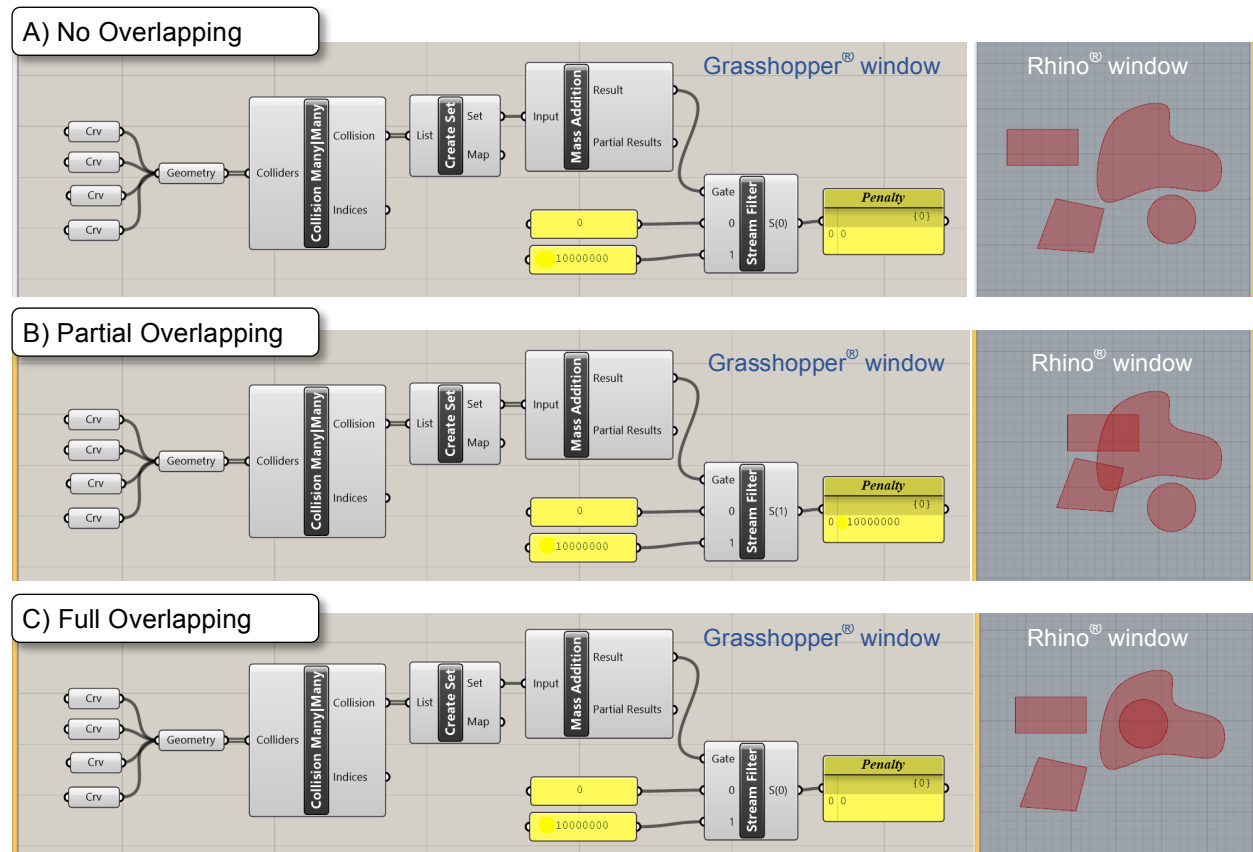 A) No Overlapping
Grasshopper® window
Rhino® window
Crv
Crv
Crv
Crv
Geometry
Colliders
Collision Many|Many
Collision
Indices
List
Create Set
Set
Map
Input
Mass Addition
Result
Partial Results
0
10000000
Gate
0
1
Stream Filter
S(0)
Penalty
{0}
0 0
B) Partial Overlapping
Grasshopper® window
Rhino® window
Crv
Crv
Crv
Crv
Geometry
Colliders
Collision Many|Many
Collision
Indices
List
Create Set
Set
Map
Input
Mass Addition
Result
Partial Results
0
10000000
Gate
0
1
Stream Filter
S(1)
Penalty
{0}
0 10000000
C) Full Overlapping
Grasshopper® window
Rhino® window
Crv
Crv
Crv
Crv
Geometry
Colliders
Collision Many|Many
Collision
Indices
List
Create Set
Set
Map
Input
Mass Addition
Result
Partial Results
0
10000000
Gate
0
1
Stream Filter
S(0)
Penalty
{0}
0 0